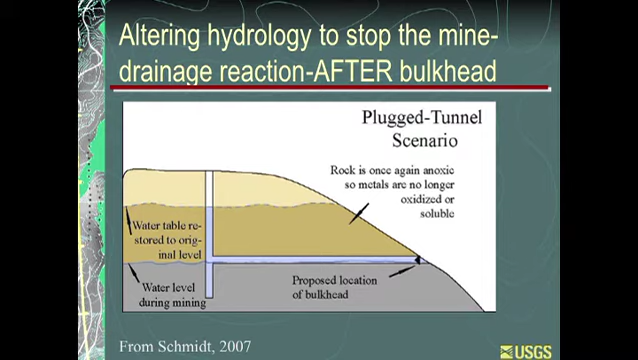 Altering hydrology to stop the mine-
drainage reaction-AFTER bulkhead
Plugged-Tunnel
Scenario
Rock is once again anoxic
so metals are no longer
oxidized or
soluble
Water table re-
stored to orig-
inal level
Water level
during mining
Proposed location
of bulkhead
From Schmidt, 2007
USGS